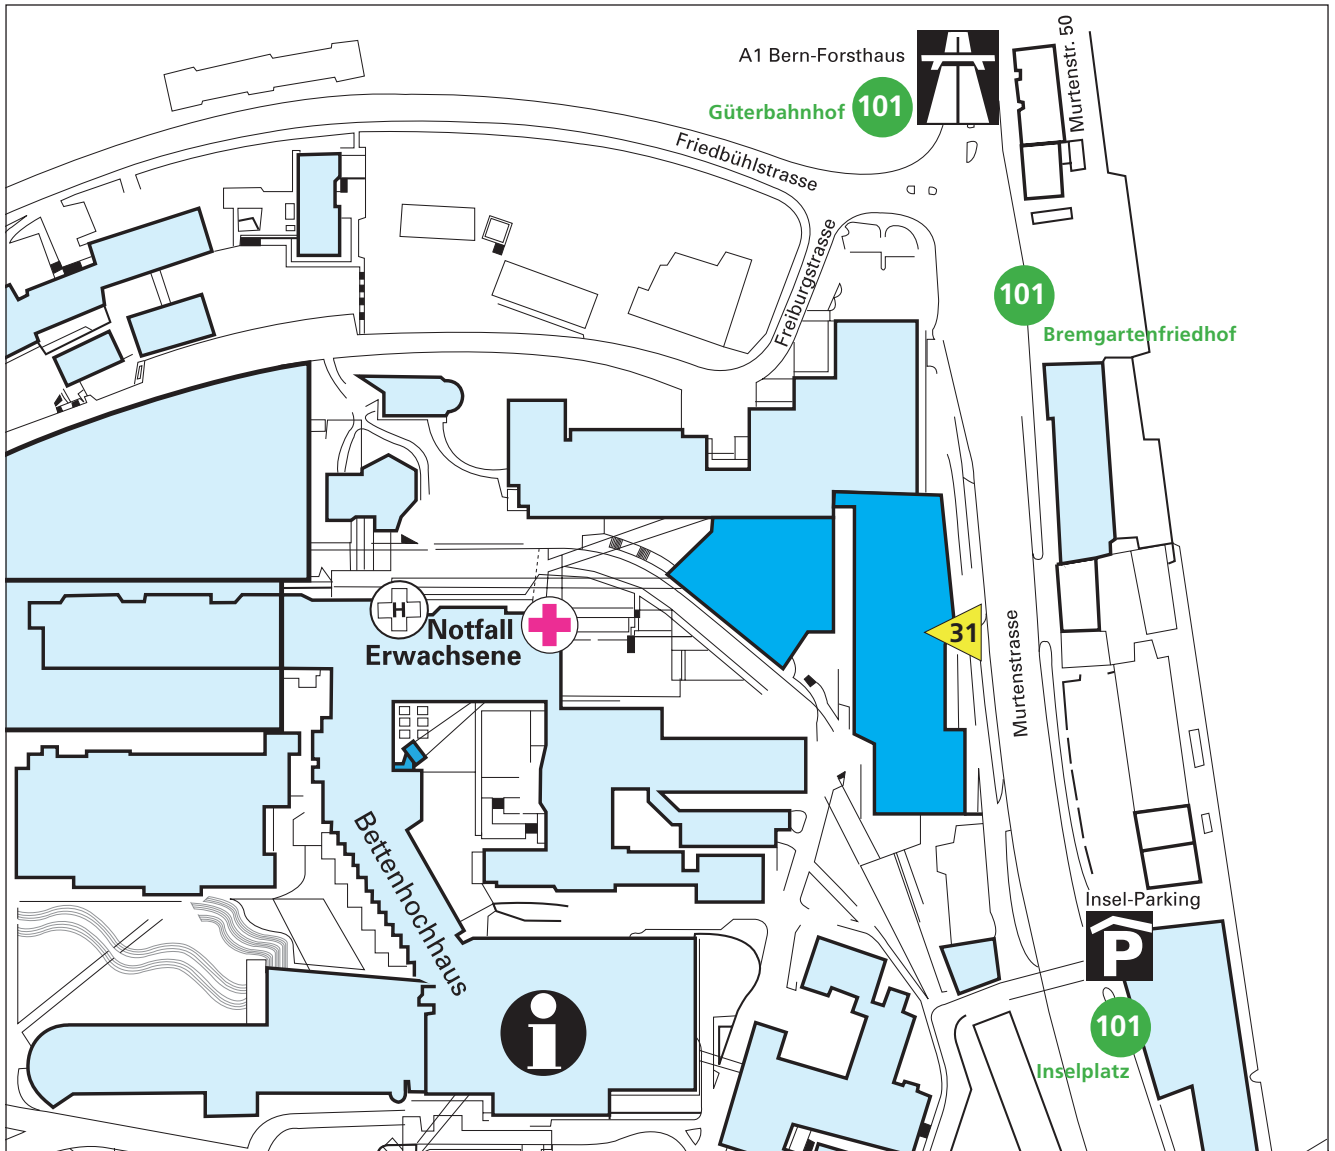 A1 Bern-Forsthaus
Güterbahnhof
101
Murtenstr. 50
Friedbühlstrasse
Freiburgstrasse
101
Bremgartenfriedhof
H
Notfall
Erwachsene
31
Murtenstrasse
Bettenhochhaus
Insel-Parking
P
i
101
Inselplatz